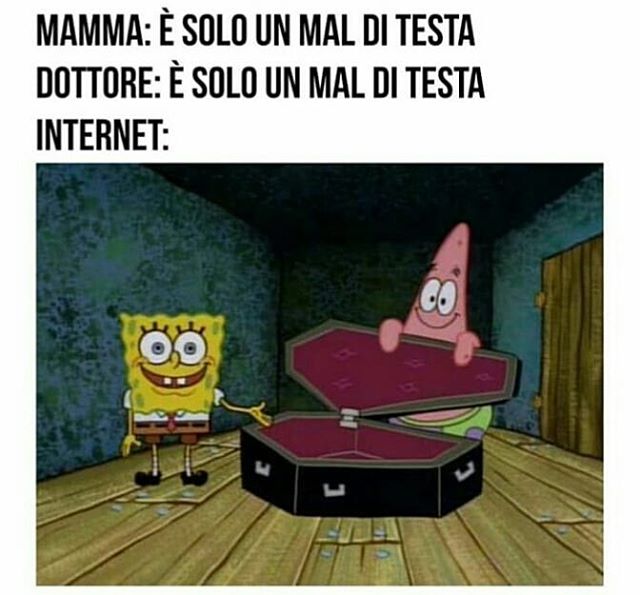 MAMMA: È SOLO UN MAL DI TESTA
DOTTORE: È SOLO UN MAL DI TESTA
INTERNET: